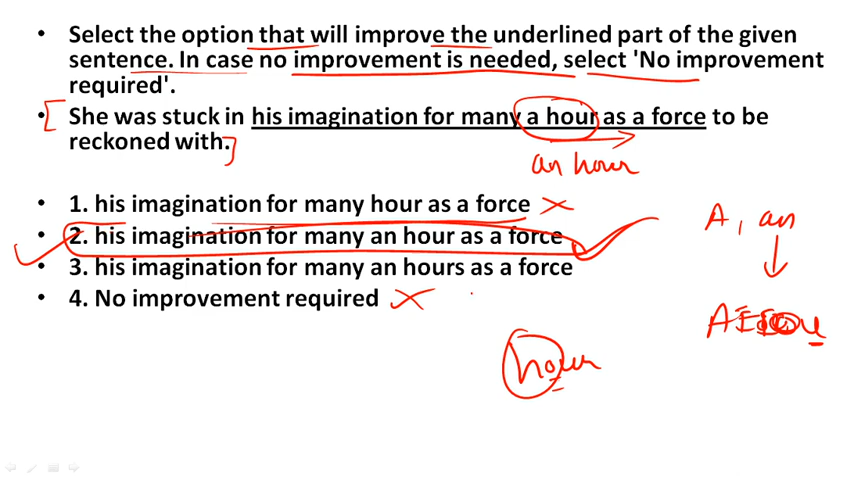 • Select the option that will improve the underlined part of the given
sentence. In case no improvement is needed, select 'No improvement
required'.
• She was stuck in his imagination for many a hour as a force to be
reckoned with.
an hour
• 1. his imagination for many hour as a force
• 2. his imagination for many an hour as a force
• 3. his imagination for many an hours as a force
• 4. No improvement required
A, an
hour